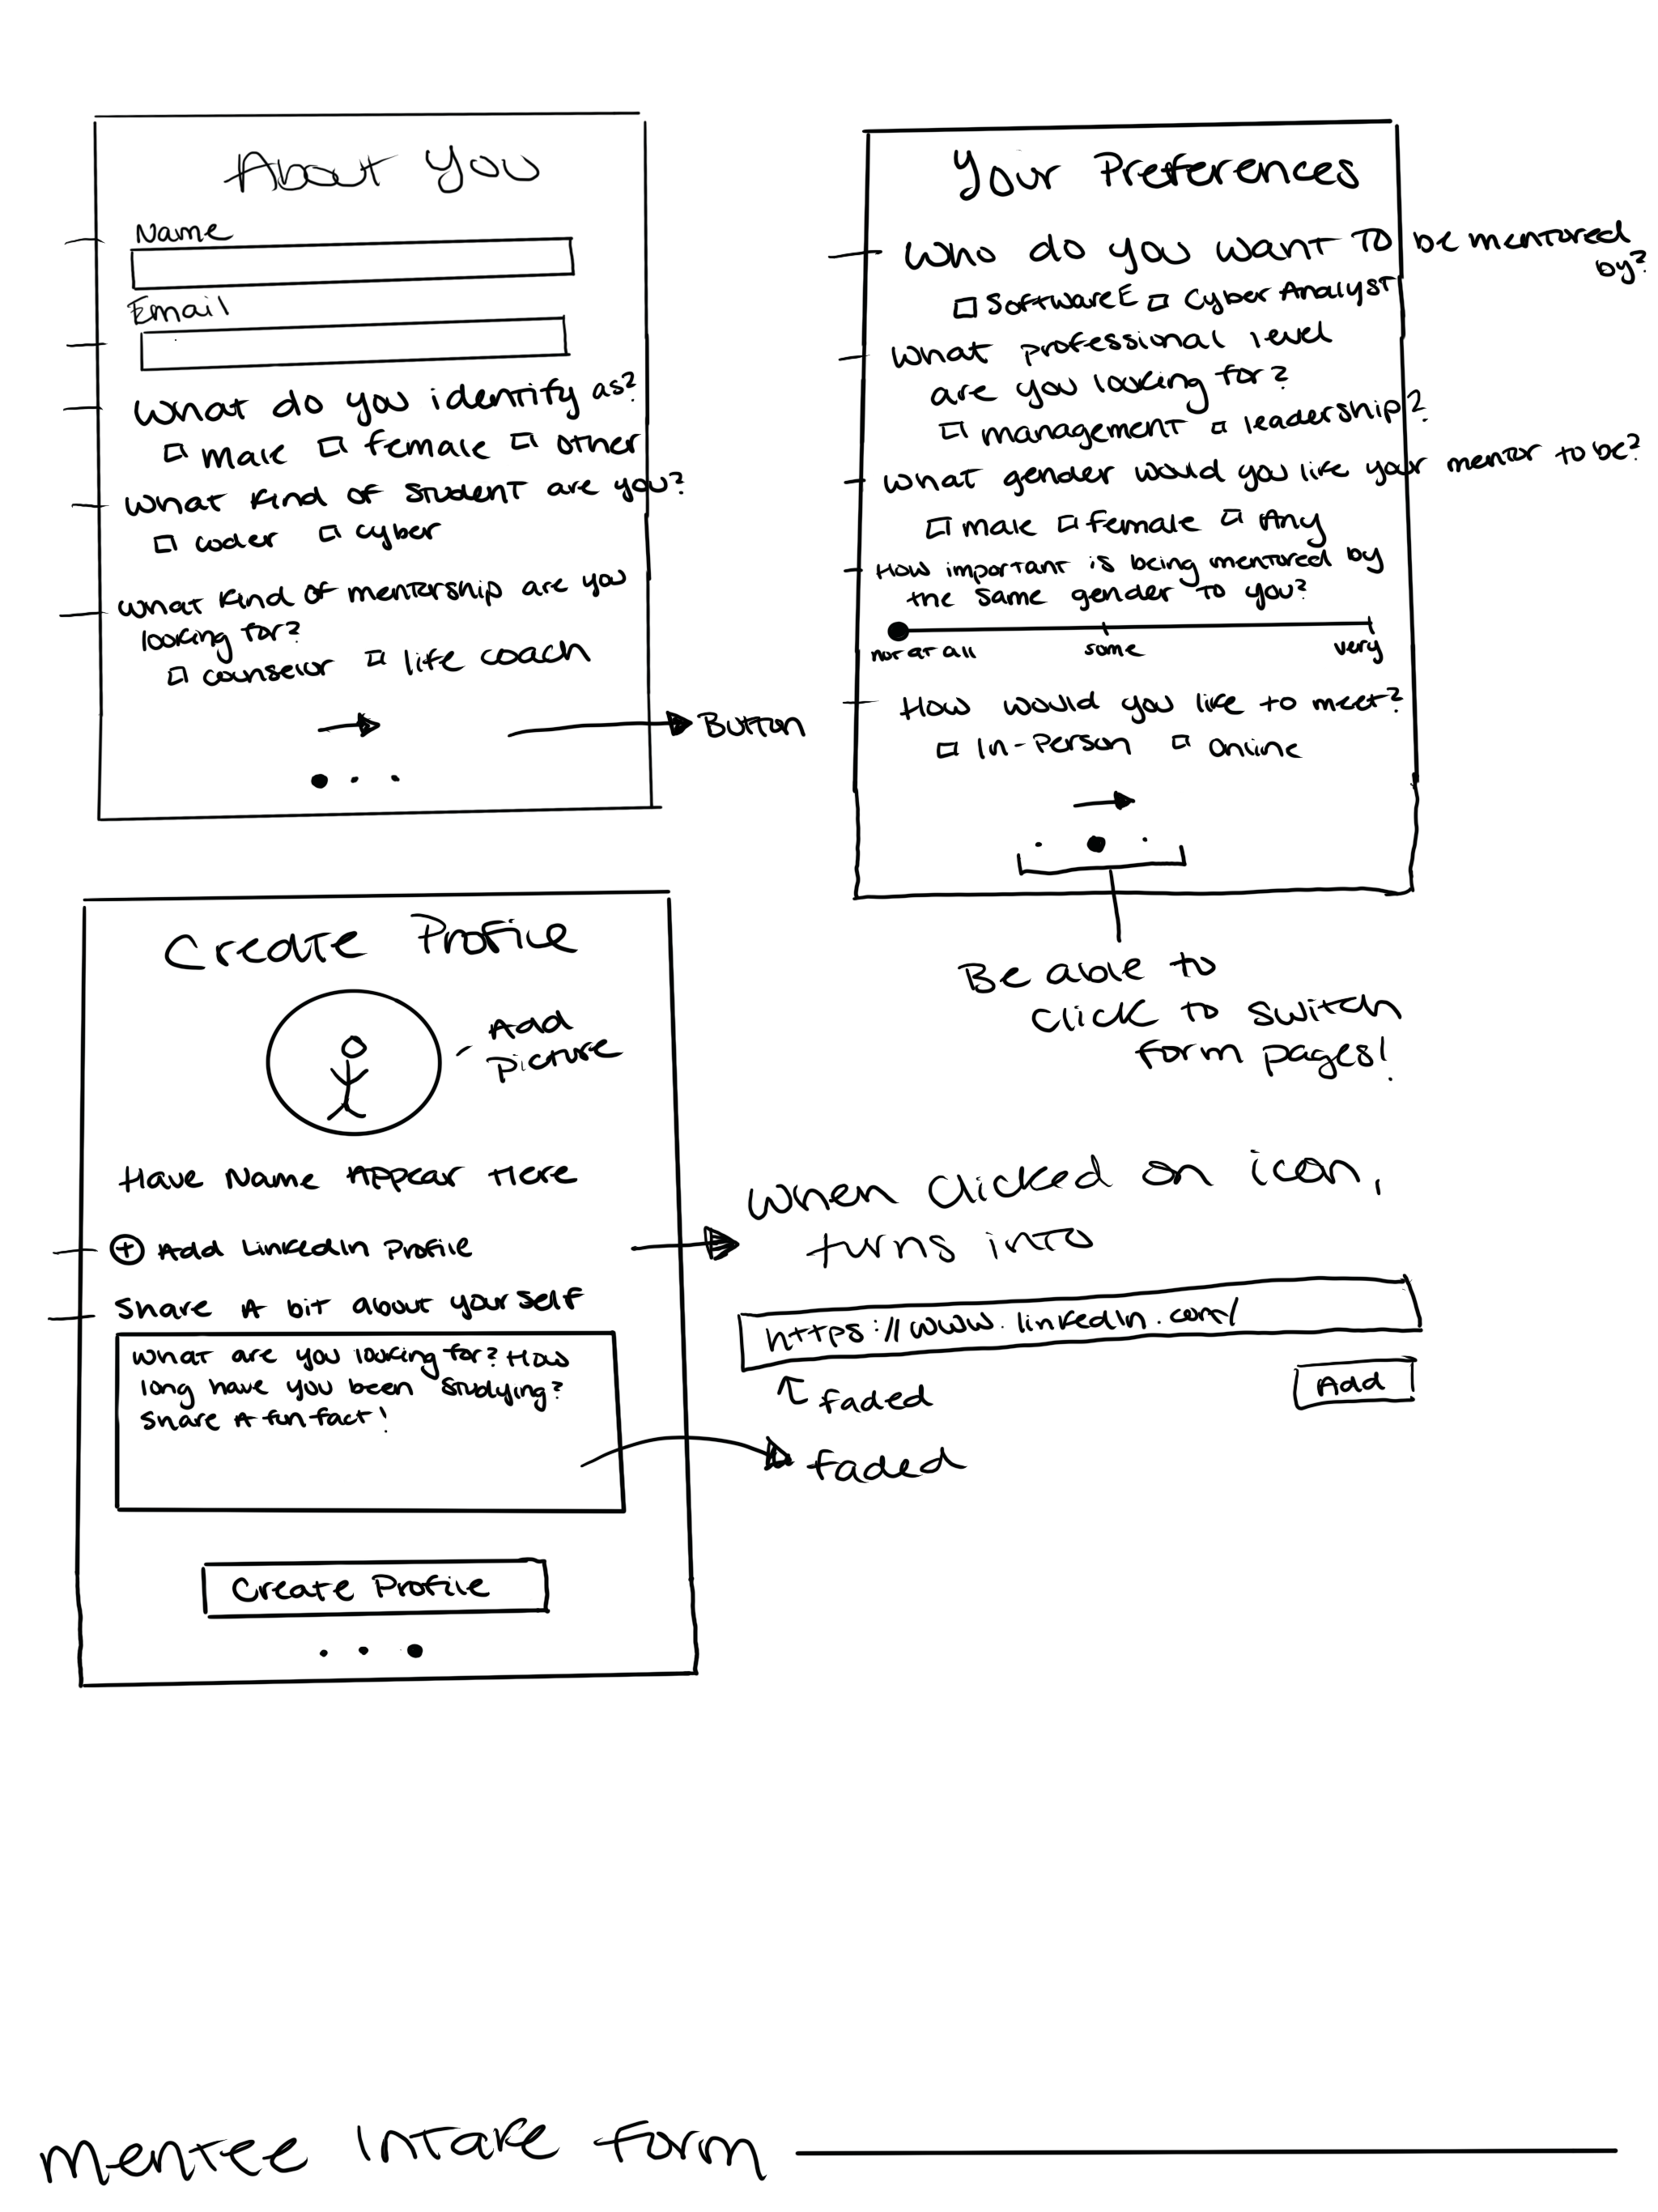 About You
Name
Email
What do you identify as?
male female other
What kind of student are you?
coder cyber
What kind of mentorship are you
looking for?
counselor life coach
Button
Your Preferences
Who do you want to be mentored
by?
Software E Cyber Analyst
What professional level
are you looking for?
management leadership?
What gender would you like your mentor to be?
male female Any
How important is being mentored by
the same gender to you?
not at all some very
How would you like to meet?
In-Person Online
Be able to
click to switch
form pages!
Create Profile
Add
picture
Have Name Appear Here
+ Add LinkedIn Profile
Share A bit about yourself
What are you looking for? How
long have you been studying?
Share A fun fact!
Create Profile
When clicked on icon,
turns into
https://www.linkedin.com/
faded
Add
faded
Mentee Intake Form